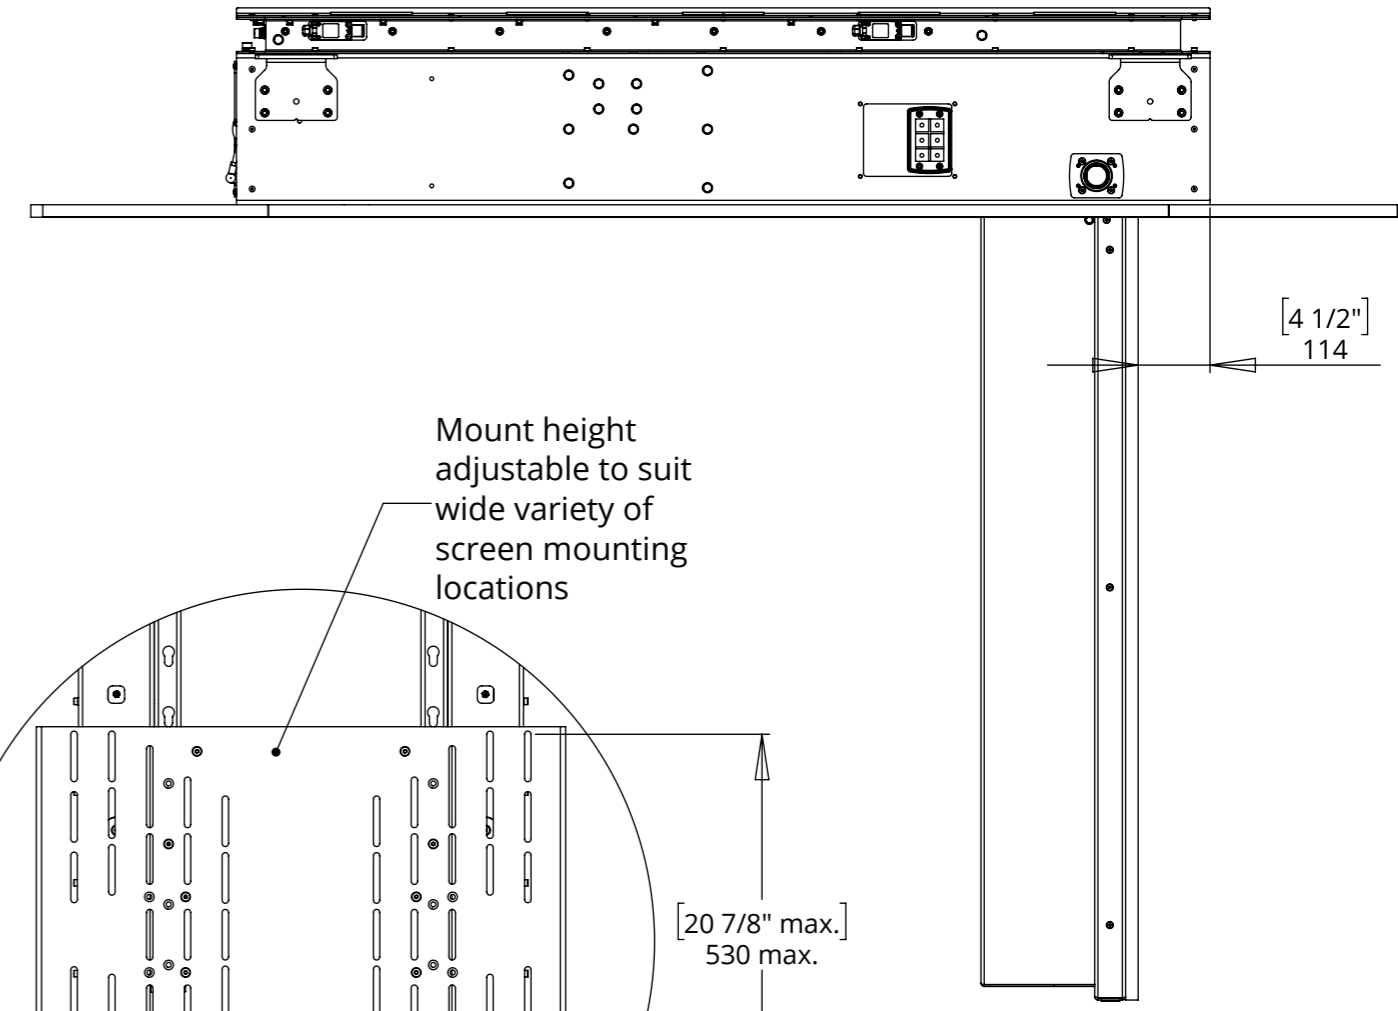 [4 1/2"]
114
Mount height
adjustable to suit
wide variety of
screen mounting
locations
[20 7/8" max.]
530 max.